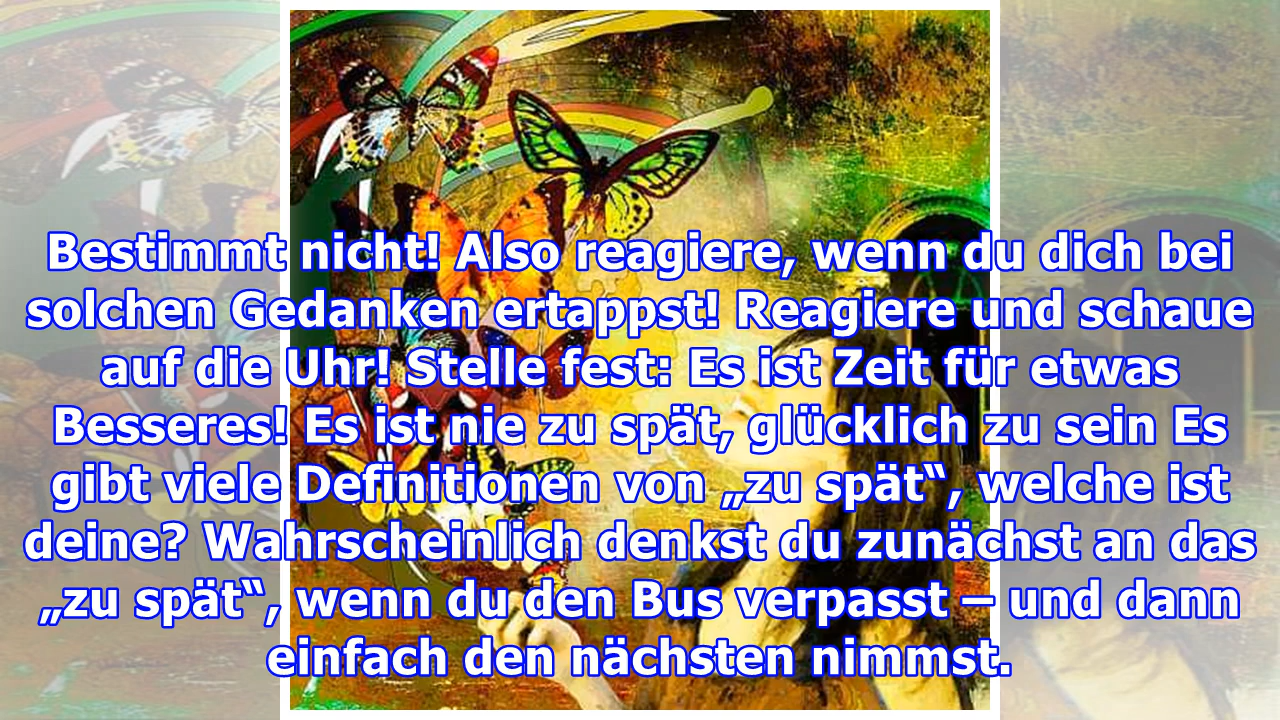 Bestimmt nicht! Also reagiere, wenn du dich bei
solchen Gedanken ertappst! Reagiere und schaue
auf die Uhr! Stelle fest: Es ist Zeit für etwas
Besseres! Es ist nie zu spät, glücklich zu sein Es
gibt viele Definitionen von „zu spät“, welche ist
deine? Wahrscheinlich denkst du zunächst an das
„zu spät“, wenn du den Bus verpasst – und dann
einfach den nächsten nimmst.